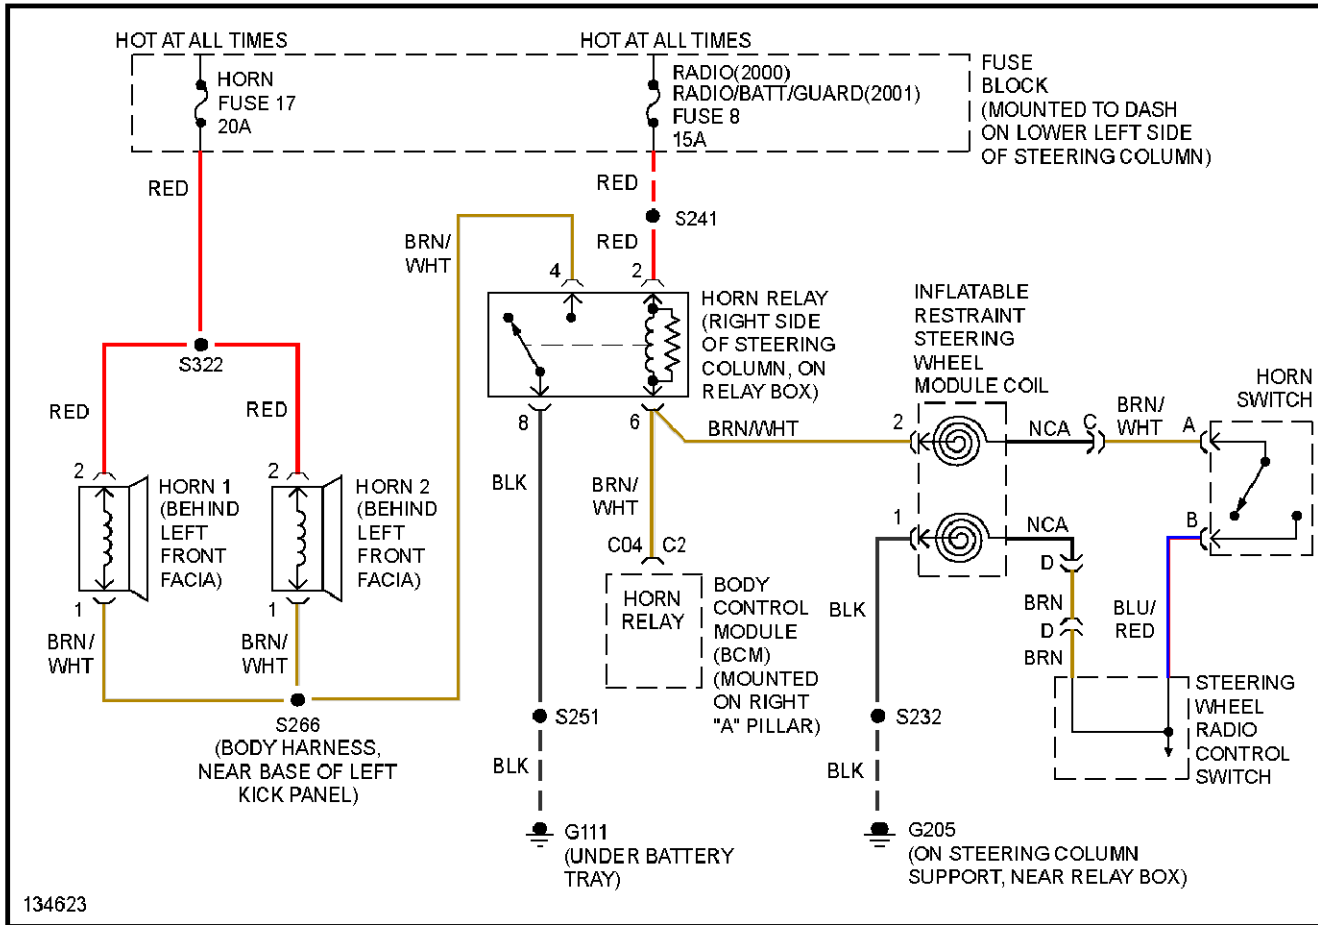 HOT AT ALL TIMES
HOT AT ALL TIMES
HORN
FUSE 17
20A
RADIO(2000)
RADIO/BATT/GUARD(2001)
FUSE 8
15A
FUSE
BLOCK
(MOUNTED TO DASH
ON LOWER LEFT SIDE
OF STEERING COLUMN)
RED
RED
S241
BRN/
WHT
RED
4
2
HORN RELAY
(RIGHT SIDE
OF STEERING
COLUMN, ON
RELAY BOX)
INFLATABLE
RESTRAINT
STEERING
WHEEL
MODULE COIL
HORN
SWITCH
S322
RED
RED
8
6
BRN/WHT
2
NCA
C
BRN/
WHT
A
2
HORN 1
(BEHIND
LEFT
FRONT
FACIA)
2
HORN 2
(BEHIND
LEFT
FRONT
FACIA)
BLK
BRN/
WHT
1
NCA
B
C04
C2
D
1
1
HORN
RELAY
BODY
CONTROL
MODULE
(BCM)
(MOUNTED
ON RIGHT
"A" PILLAR)
BLK
BRN
D
BRN
BLU/
RED
BRN/
WHT
BRN/
WHT
STEERING
WHEEL
RADIO
CONTROL
SWITCH
S266
(BODY HARNESS,
NEAR BASE OF LEFT
KICK PANEL)
S251
S232
BLK
BLK
G111
(UNDER BATTERY
TRAY)
G205
(ON STEERING COLUMN
SUPPORT, NEAR RELAY BOX)
134623